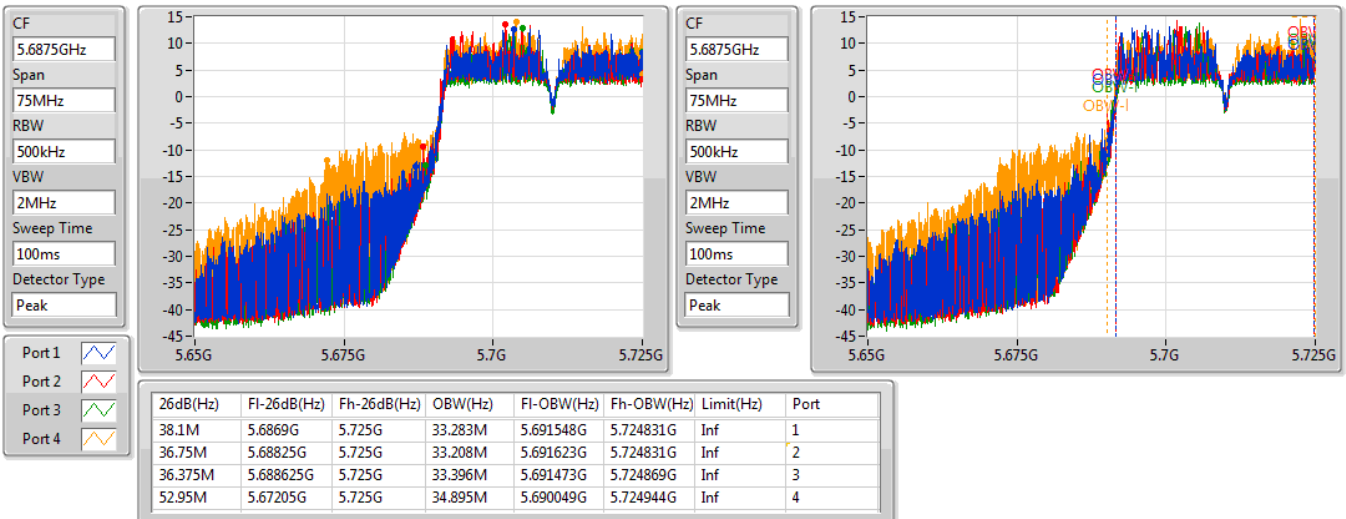 CF
5.6875GHz
Span
75MHz
RBW
500kHz
VBW
2MHz
Sweep Time
100ms
Detector Type
Peak
15
10
5
0
-5
-10
-15
-20
-25
-30
-35
-40
-45
5.65G 5.675G 5.7G 5.725G
CF
5.6875GHz
Span
75MHz
RBW
500kHz
VBW
2MHz
Sweep Time
100ms
Detector Type
Peak
15
10
5
0
-5
-10
-15
-20
-25
-30
-35
-40
-45
OBW-l
5.65G 5.675G 5.7G 5.725G
Port 1
Port 2
Port 3
Port 4
26dB(Hz) Fl-26dB(Hz) Fh-26dB(Hz) OBW(Hz) Fl-OBW(Hz) Fh-OBW(Hz) Limit(Hz) Port
38.1M 5.6869G 5.725G 33.283M 5.691548G 5.724831G Inf 1
36.75M 5.68825G 5.725G 33.208M 5.691623G 5.724831G Inf 2
36.375M 5.688625G 5.725G 33.396M 5.691473G 5.724869G Inf 3
52.95M 5.67205G 5.725G 34.895M 5.690049G 5.724944G Inf 4